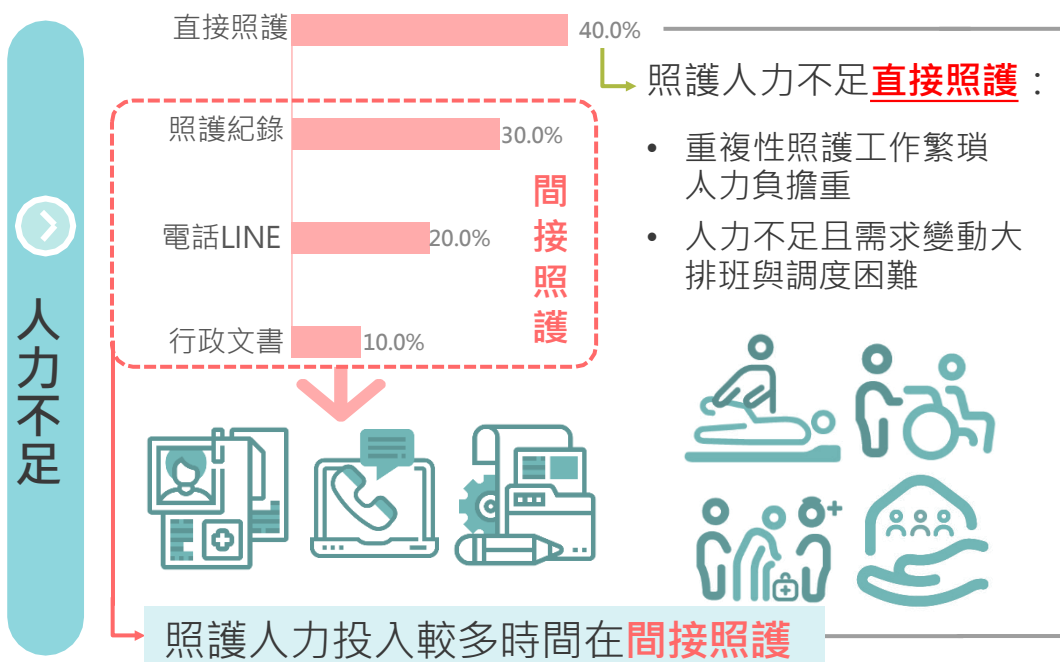 人力不足
直接照護 40.0%
照護紀錄 30.0%
電話LINE 20.0%
行政文書 10.0%
間接照護
照護人力不足直接照護：
• 重複性照護工作繁瑣
人力負擔重
• 人力不足且需求變動大
排班與調度困難
照護人力投入較多時間在間接照護